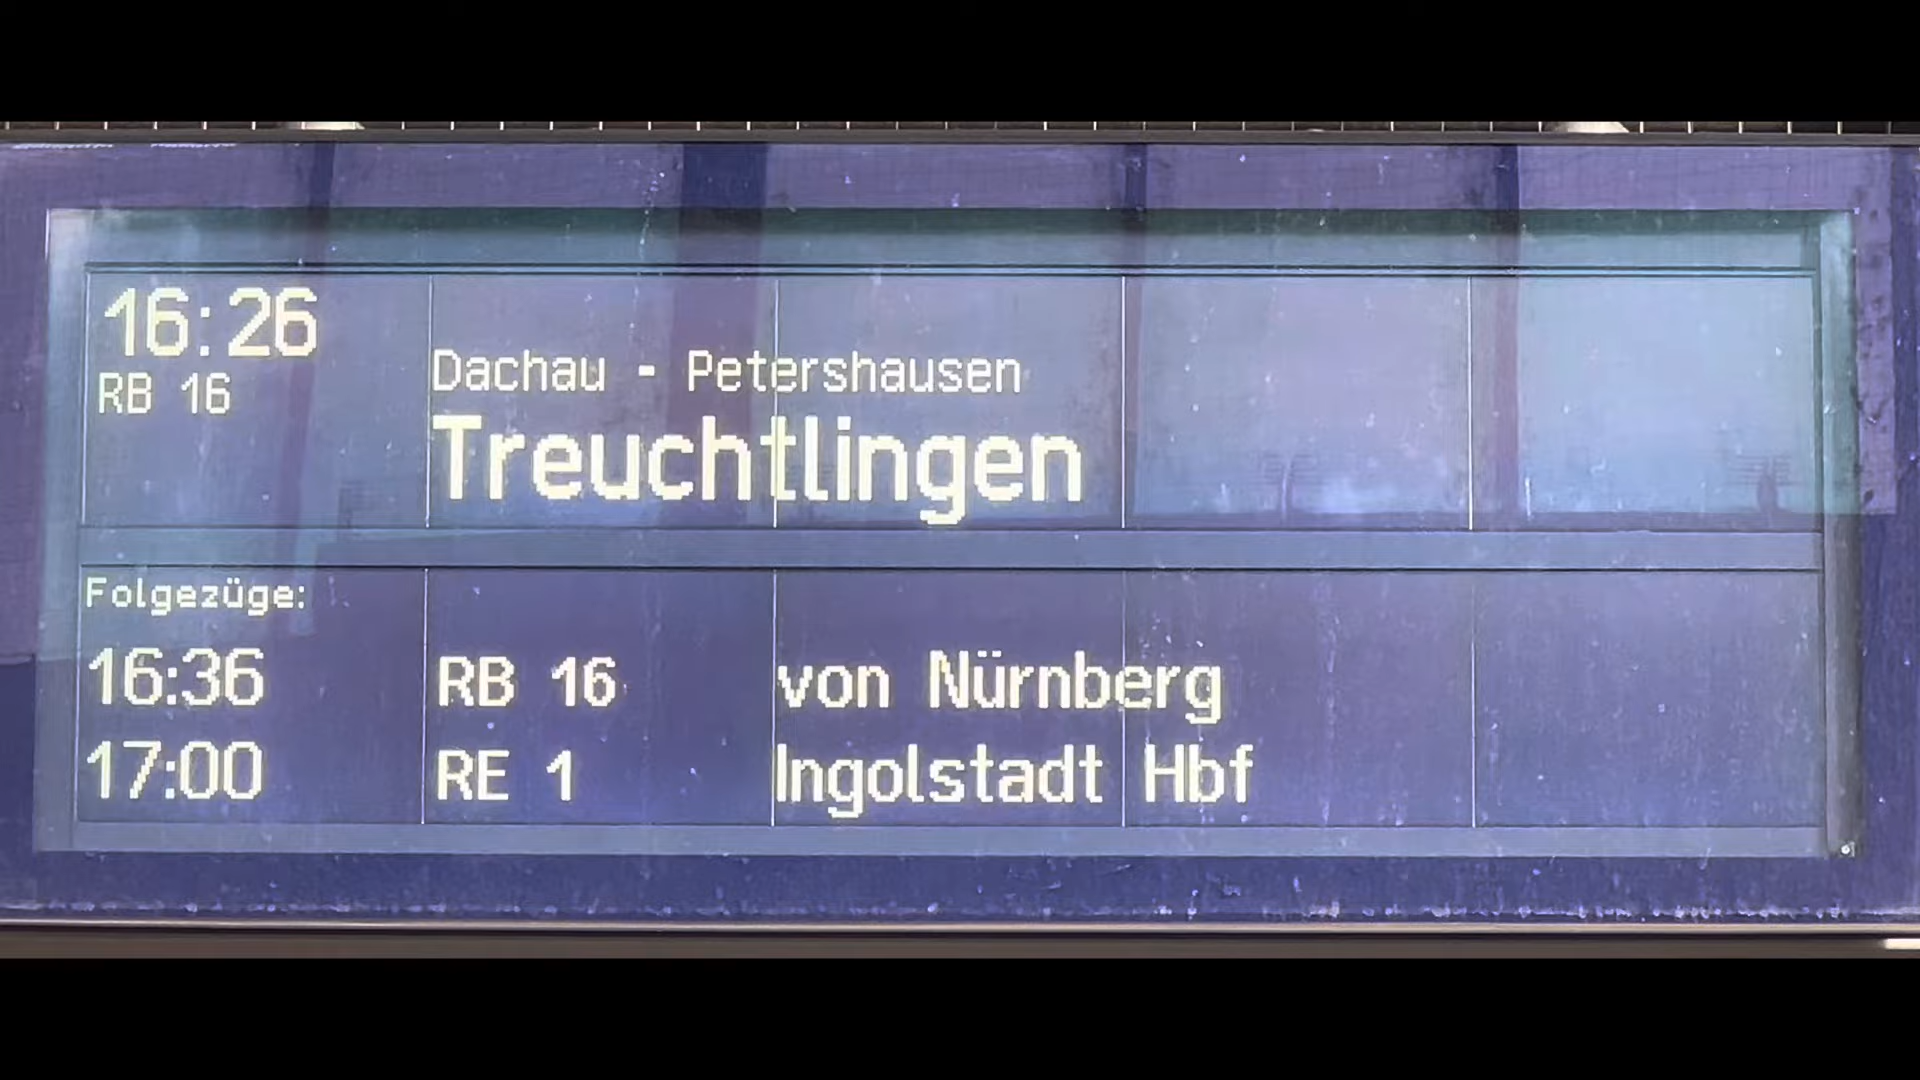 16:26
RB 16
Dachau - Petershausen
Treuchtlingen
Folgezüge:
16:36 RB 16 von Nürnberg
17:00 RE 1 Ingolstadt Hbf